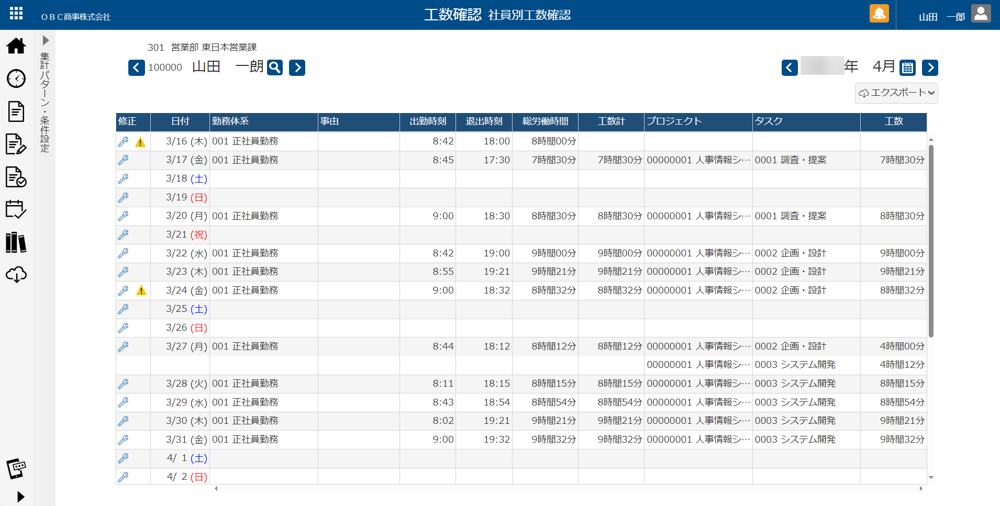 ＯＢＣ商事株式会社
工数確認 社員別工数確認
山田　一郎
集計パターン・条件設定
301 営業部 東日本営業課
100000 山田　一朗
年 4月
エクスポート
修正 日付 勤務体系 事由 出勤時刻 退出時刻 総労働時間 工数計 プロジェクト タスク 工数
3/16 (木) 001 正社員勤務 8:42 18:00 8時間00分
3/17 (金) 001 正社員勤務 8:45 17:30 7時間30分 7時間30分 00000001 人事情報シ… 0001 調査・提案 7時間30分
3/18 (土)
3/19 (日)
3/20 (月) 001 正社員勤務 9:00 18:30 8時間30分 8時間30分 00000001 人事情報シ… 0001 調査・提案 8時間30分
3/21 (祝)
3/22 (水) 001 正社員勤務 8:42 19:00 9時間00分 9時間00分 00000001 人事情報シ… 0002 企画・設計 9時間00分
3/23 (木) 001 正社員勤務 8:55 19:21 9時間21分 9時間21分 00000001 人事情報シ… 0002 企画・設計 9時間21分
3/24 (金) 001 正社員勤務 9:00 18:32 8時間32分 8時間32分 00000001 人事情報シ… 0002 企画・設計 8時間32分
3/25 (土)
3/26 (日)
3/27 (月) 001 正社員勤務 8:44 18:12 8時間12分 8時間12分 00000001 人事情報シ… 0002 企画・設計 4時間00分
00000001 人事情報シ… 0003 システム開発 4時間12分
3/28 (火) 001 正社員勤務 8:11 18:15 8時間15分 8時間15分 00000001 人事情報シ… 0003 システム開発 8時間15分
3/29 (水) 001 正社員勤務 8:43 18:54 8時間54分 8時間54分 00000001 人事情報シ… 0003 システム開発 8時間54分
3/30 (木) 001 正社員勤務 8:02 19:21 9時間21分 9時間21分 00000001 人事情報シ… 0003 システム開発 9時間21分
3/31 (金) 001 正社員勤務 9:00 19:32 9時間32分 9時間32分 00000001 人事情報シ… 0003 システム開発 9時間32分
4/ 1 (土)
4/ 2 (日)